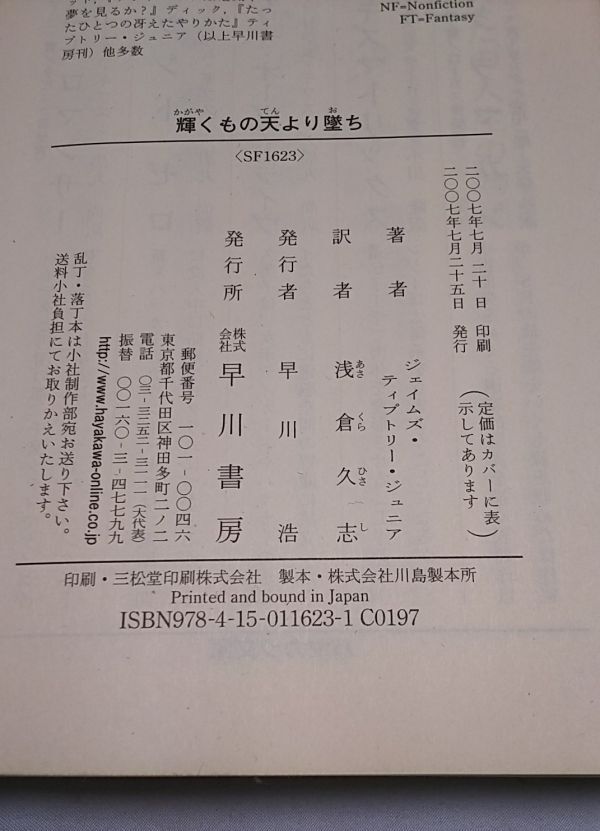 夢を見るか？』ディック，『たっ
たひとつの冴えたやりかた』ティ
プトリー・ジュニア（以上早川書
房刊）他多数
NF=Nonfiction
FT=Fantasy
輝くもの天より墜ち
かがや てん お
〈SF1623〉
二〇〇七年七月二十日 印刷
二〇〇七年七月二十五日 発行
（定価はカバーに表
示してあります）
著者 ジェイムズ・
ティプトリー・ジュニア
訳者 浅倉久志
あさ くら ひさ し
発行者 早川 浩
発行所 株式会社 早川書房
郵便番号 一〇一-〇〇四六
東京都千代田区神田多町二ノ二
電話 〇三-三二五二-三一一一（大代表）
振替 〇〇一六〇-三-四七七九九
http://www.hayakawa-online.co.jp
乱丁・落丁本は小社制作部宛お送り下さい。
送料小社負担にてお取りかえいたします。
印刷・三松堂印刷株式会社 製本・株式会社川島製本所
Printed and bound in Japan
ISBN978-4-15-011623-1 C0197